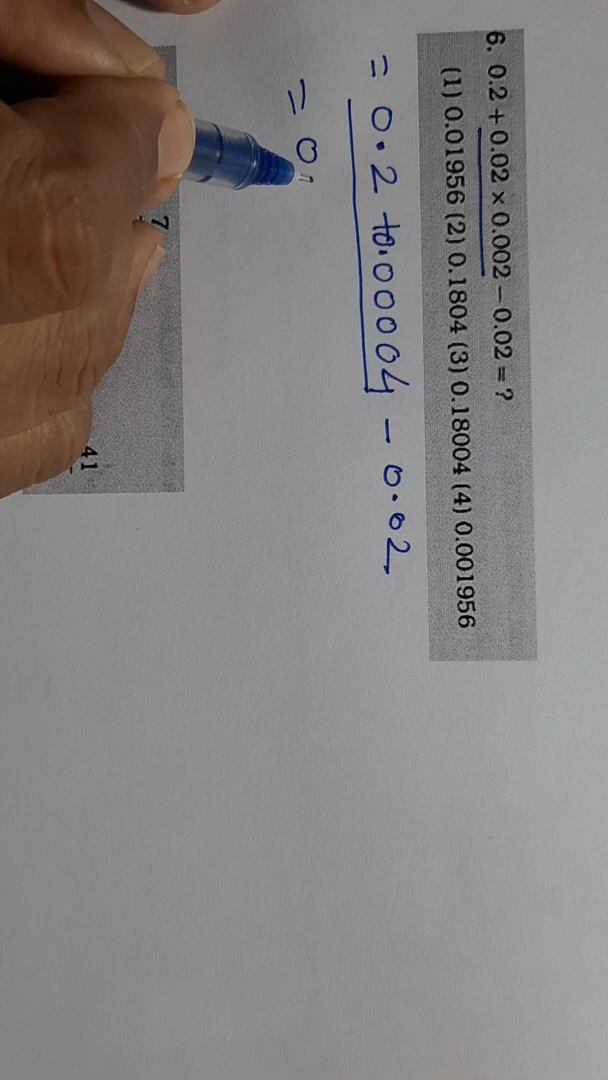 6. 0.2 + 0.02 × 0.002 – 0.02 = ?
(1) 0.01956 (2) 0.1804 (3) 0.18004 (4) 0.001956
= 0.2 + 0.00004 - 0.02
= 0.
7
41